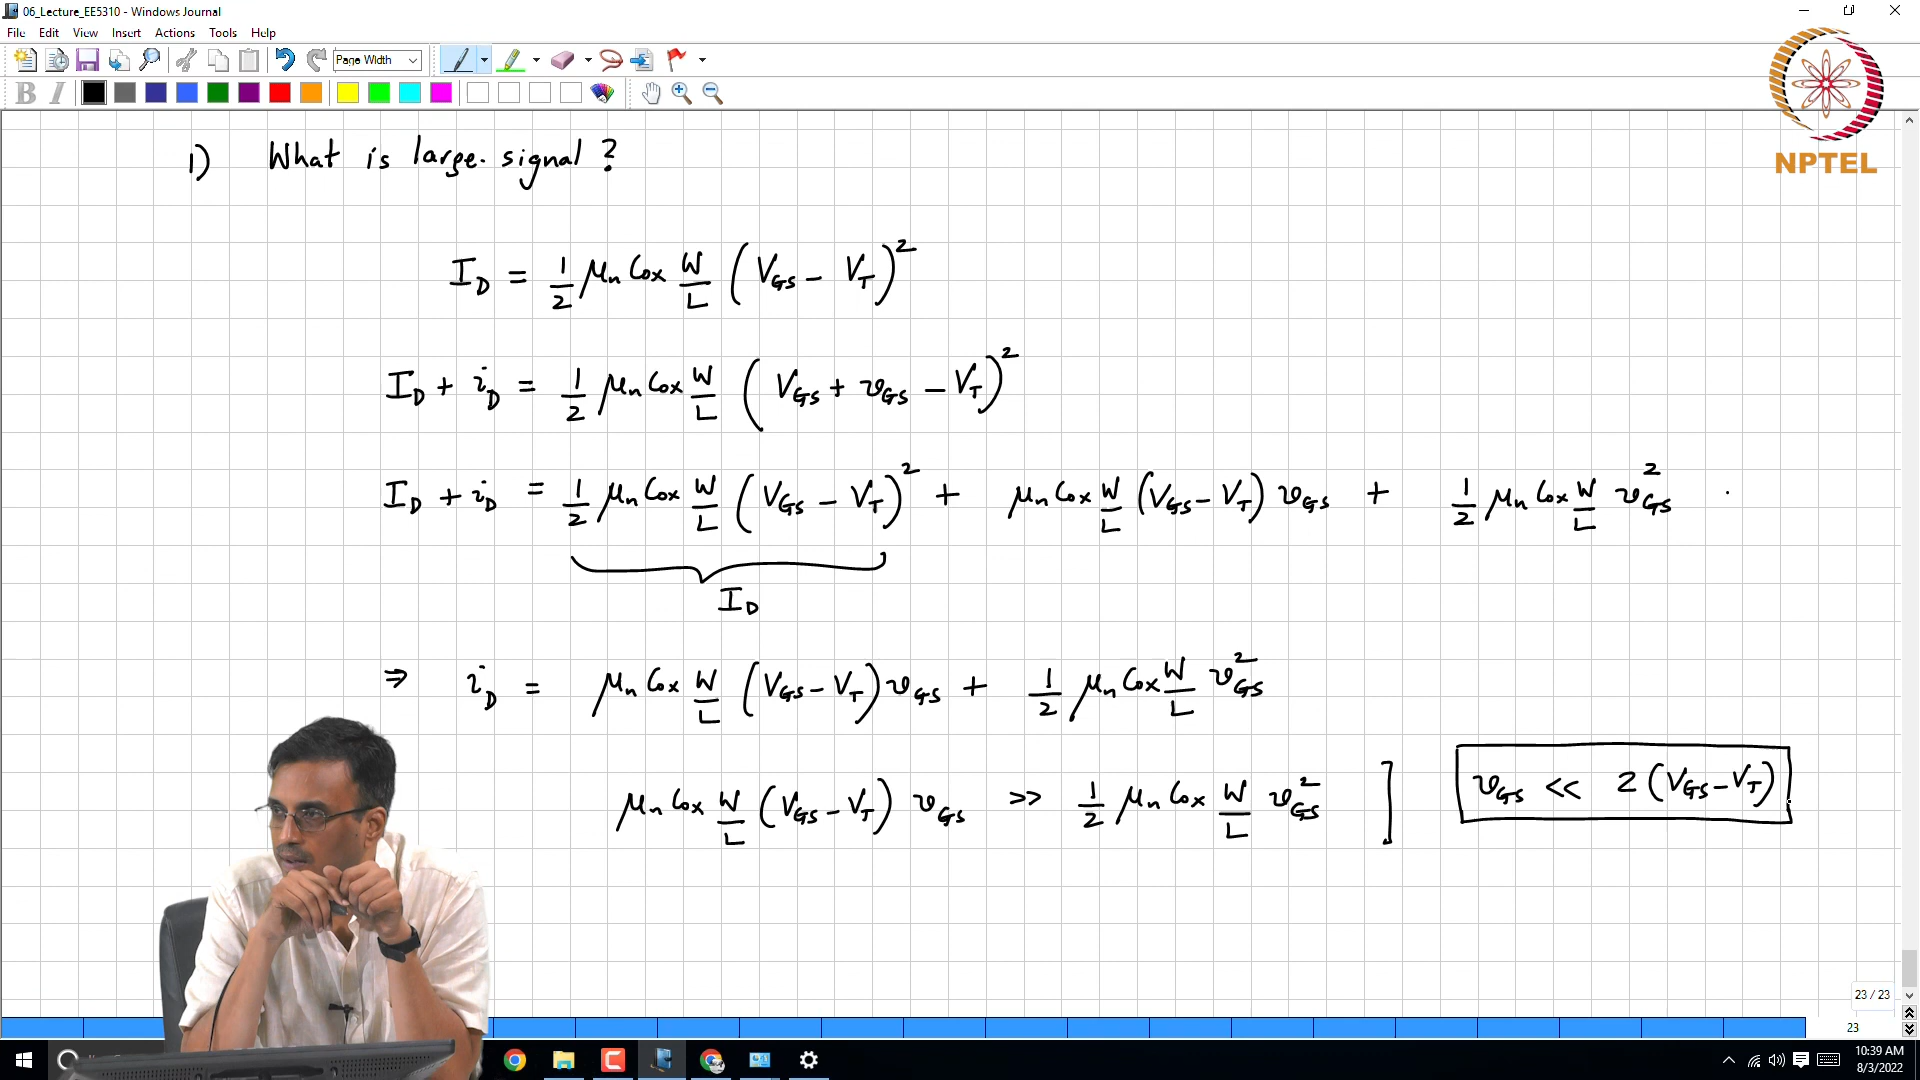 06_Lecture_EE5310 - Windows Journal
File Edit View Insert Actions Tools Help
Page Width
B I
NPTEL
1) What is large-signal?
I_D = 1/2 μn Cox W/L (V_GS - V_T)^2
I_D + i_D = 1/2 μn Cox W/L (V_GS + v_GS - V_T)^2
I_D + i_D = 1/2 μn Cox W/L (V_GS - V_T)^2 + μn Cox W/L (V_GS - V_T) v_GS + 1/2 μn Cox W/L v_GS^2
I_D
⇒ i_D = μn Cox W/L (V_GS - V_T) v_GS + 1/2 μn Cox W/L v_GS^2
μn Cox W/L (V_GS - V_T) v_GS >> 1/2 μn Cox W/L v_GS^2 ]
v_GS << 2 (V_GS - V_T)
23 / 23
23
10:39 AM
8/3/2022